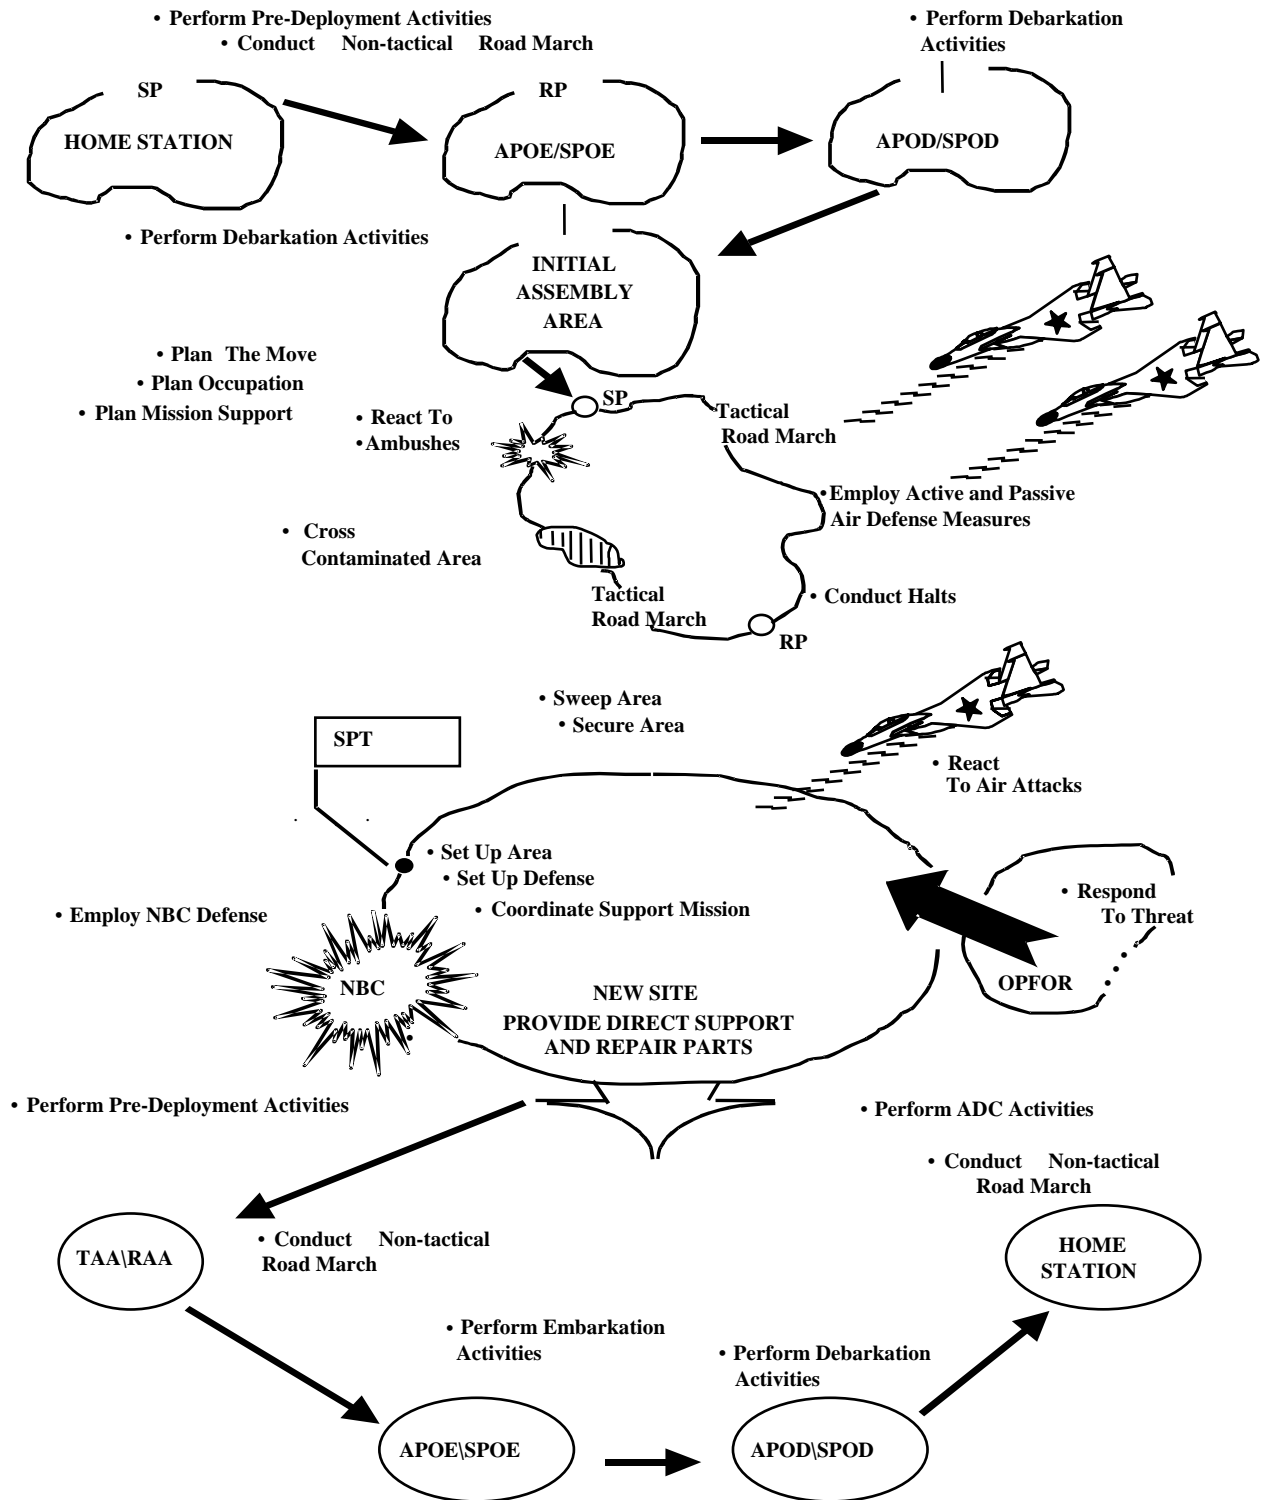 • Perform Pre-Deployment Activities
• Conduct Non-tactical Road March
• Perform Debarkation
Activities
SP
HOME STATION
RP
APOE/SPOE
APOD/SPOD
• Perform Debarkation Activities
INITIAL
ASSEMBLY
AREA
• Plan The Move
• Plan Occupation
• Plan Mission Support
• React To
• Ambushes
SP
Tactical
Road March
• Employ Active and Passive
Air Defense Measures
• Cross
Contaminated Area
Tactical
Road March
• Conduct Halts
RP
• Sweep Area
• Secure Area
SPT
• React
To Air Attacks
• Set Up Area
• Set Up Defense
• Coordinate Support Mission
• Respond
To Threat
• Employ NBC Defense
NBC
OPFOR
NEW SITE
PROVIDE DIRECT SUPPORT
AND REPAIR PARTS
• Perform Pre-Deployment Activities
• Perform ADC Activities
• Conduct Non-tactical
Road March
TAA\RAA
• Conduct Non-tactical
Road March
HOME
STATION
• Perform Embarkation
Activities
• Perform Debarkation
Activities
APOE\SPOE
APOD\SPOD